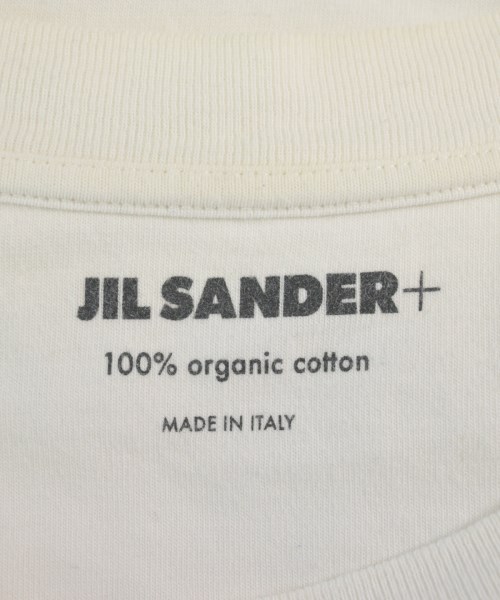 JIL SANDER+
100% organic cotton
MADE IN ITALY